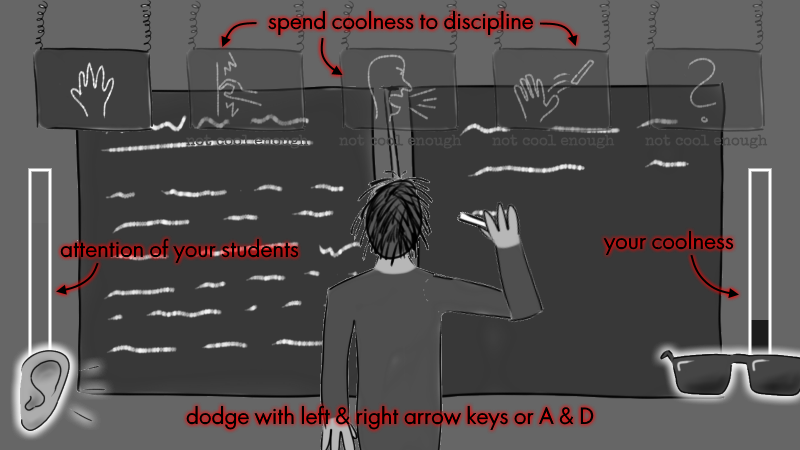 spend coolness to discipline
?
not cool enough
not cool enough
not cool enough
not cool enough
attention of your students
your coolness
dodge with left & right arrow keys or A & D